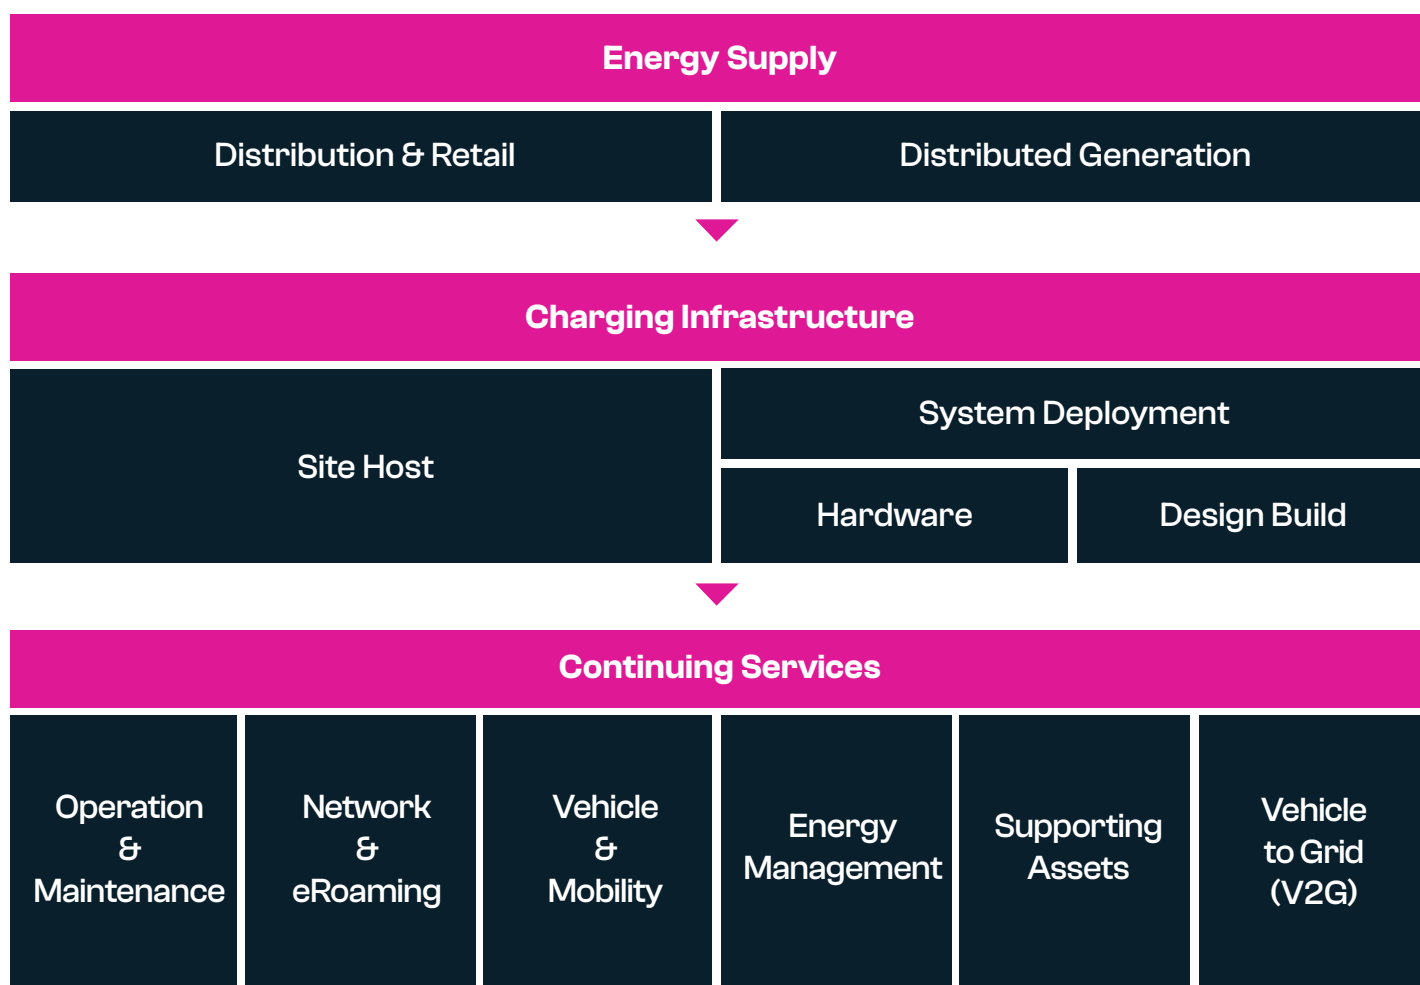 Energy Supply
Distribution & Retail
Distributed Generation
Charging Infrastructure
Site Host
System Deployment
Hardware
Design Build
Continuing Services
Operation
&
Maintenance
Network
&
eRoaming
Vehicle
&
Mobility
Energy
Management
Supporting
Assets
Vehicle
to Grid
(V2G)